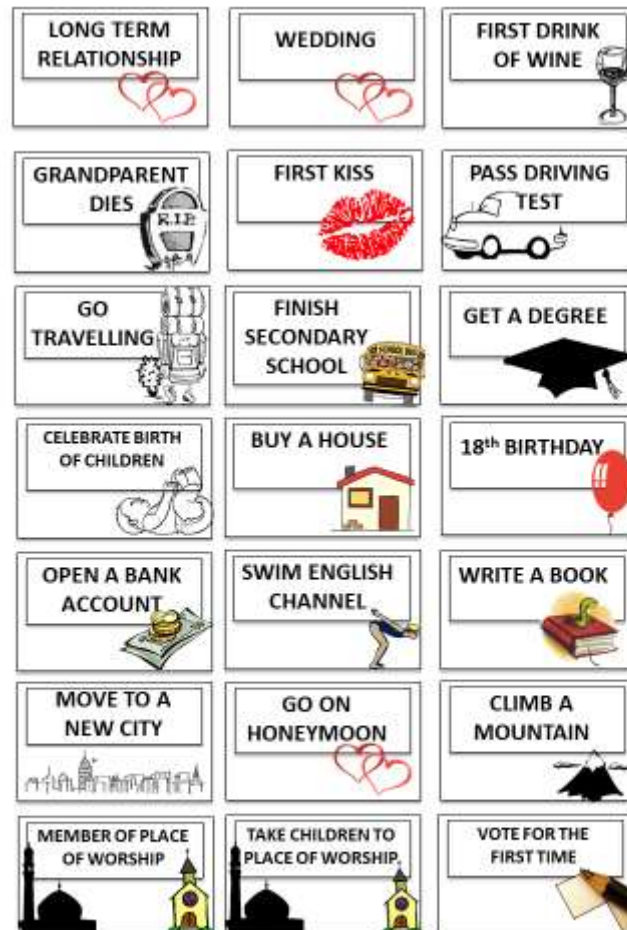 LONG TERM
RELATIONSHIP
WEDDING
FIRST DRINK
OF WINE
GRANDPARENT
DIES
R.I.P.
FIRST KISS
PASS DRIVING
TEST
GO
TRAVELLING
FINISH
SECONDARY
SCHOOL
SCHOOL BUS
GET A DEGREE
CELEBRATE BIRTH
OF CHILDREN
BUY A HOUSE
18th BIRTHDAY
OPEN A BANK
ACCOUNT
SWIM ENGLISH
CHANNEL
WRITE A BOOK
MOVE TO A
NEW CITY
GO ON
HONEYMOON
CLIMB A
MOUNTAIN
MEMBER OF PLACE
OF WORSHIP
TAKE CHILDREN TO
PLACE OF WORSHIP
VOTE FOR THE
FIRST TIME